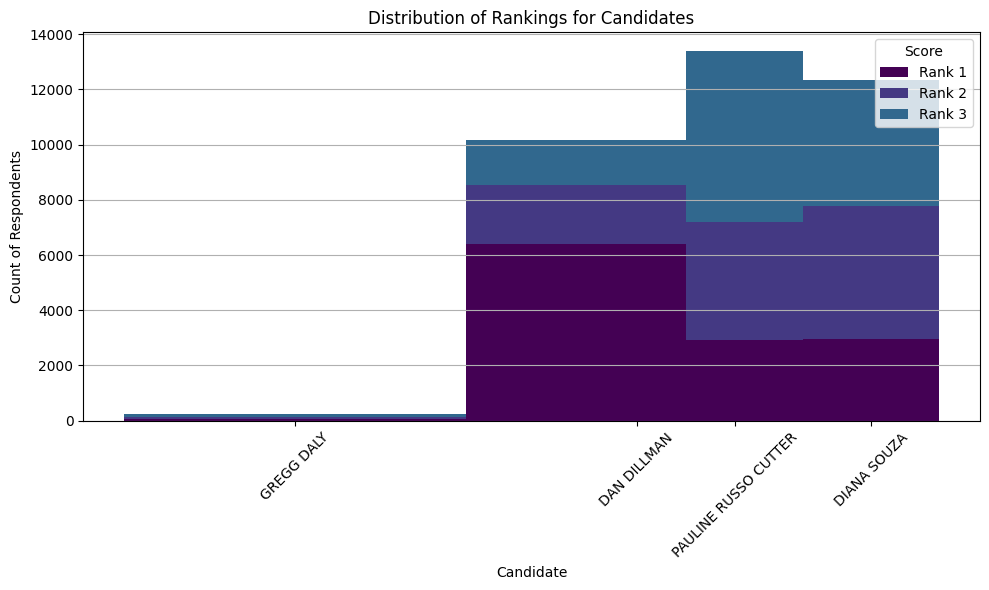 Distribution of Rankings for Candidates
Count of Respondents
14000
12000
10000
8000
6000
4000
2000
0
Score
Rank 1
Rank 2
Rank 3
GREGG DALY
DAN DILLMAN
PAULINE RUSSO CUTTER
DIANA SOUZA
Candidate